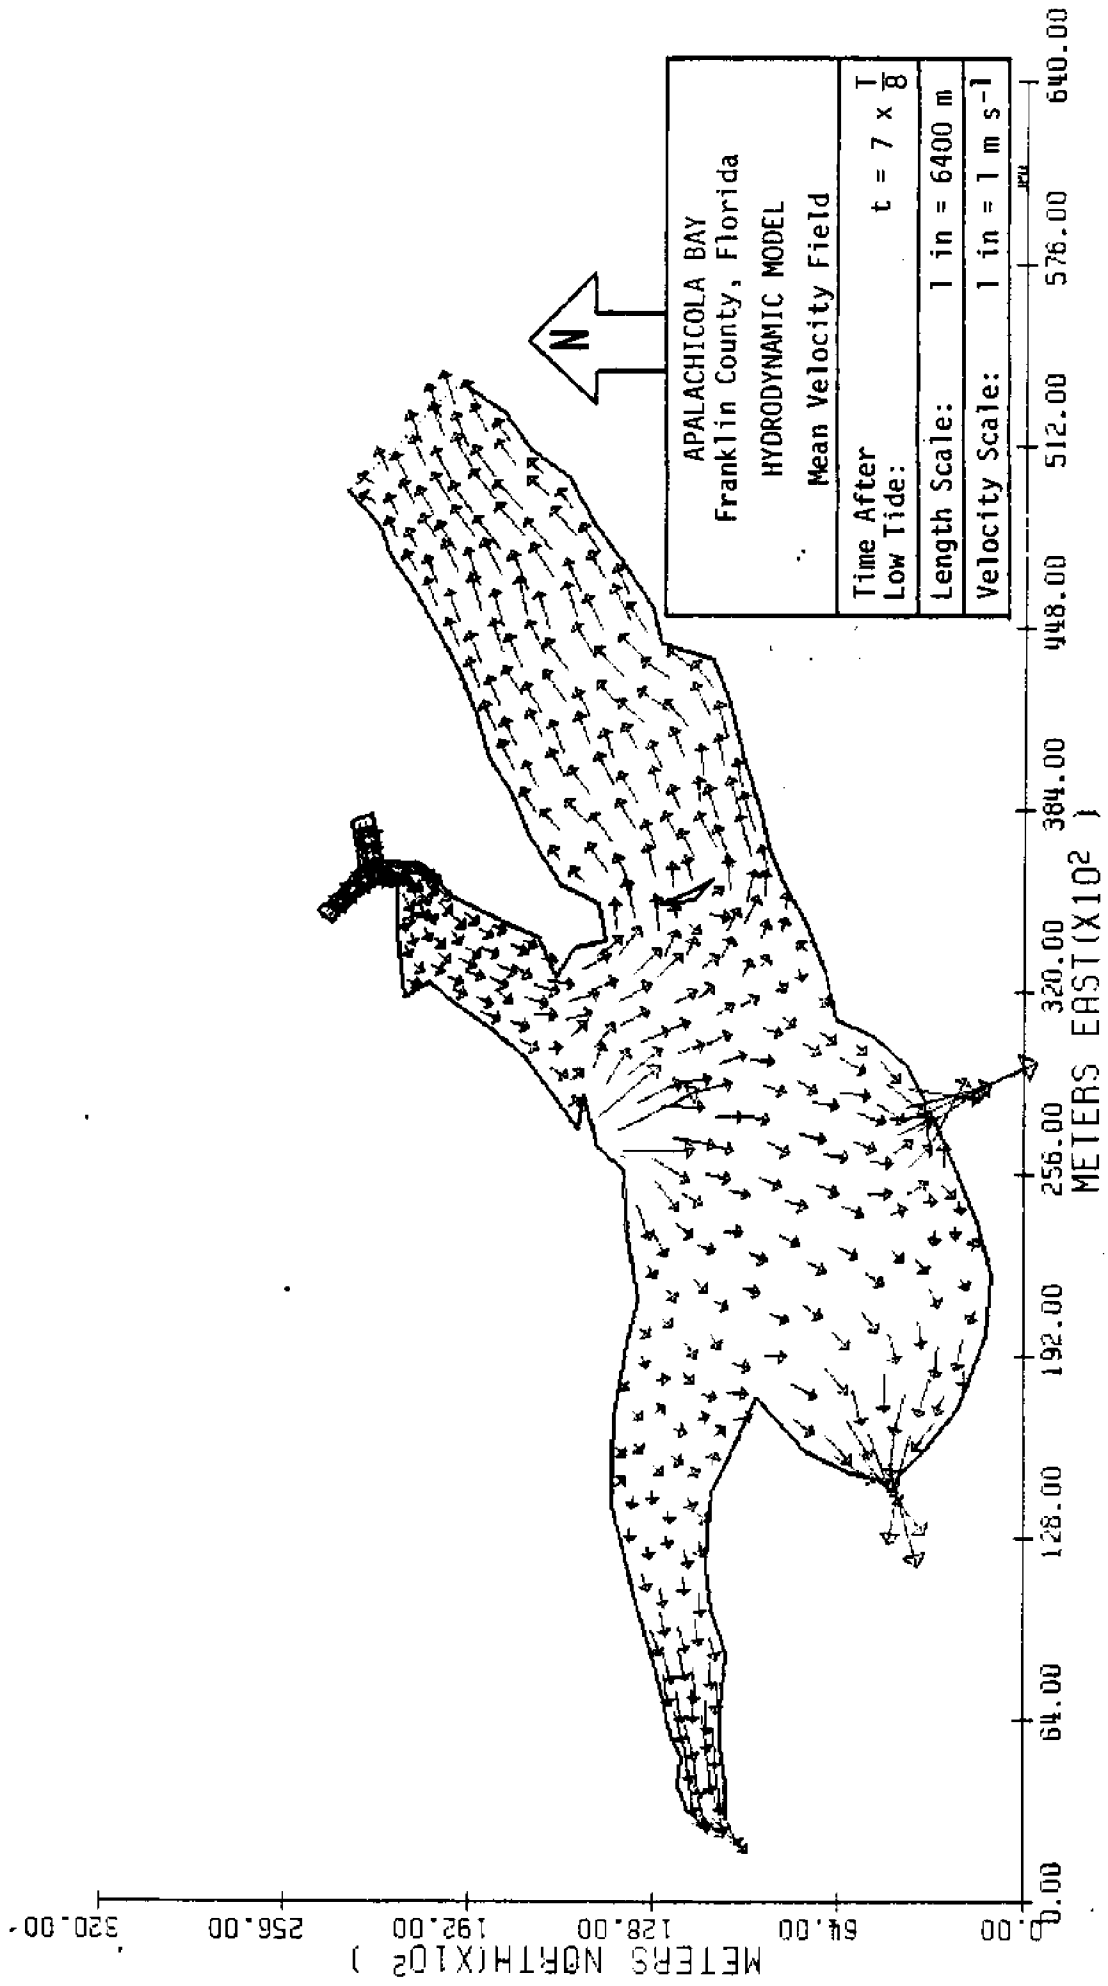 N
APALACHICOLA BAY
Franklin County, Florida
HYDRODYNAMIC MODEL
Mean Velocity Field
Time After
Low Tide: t = 7 x T/8
Length Scale: 1 in = 6400 m
Velocity Scale: 1 in = 1 m s⁻¹
320.00
256.00
192.00
128.00
64.00
0.00
METERS NORTH(X10²)
0.00
64.00
128.00
192.00
256.00
320.00
384.00
448.00
512.00
576.00
640.00
METERS EAST(X10²)